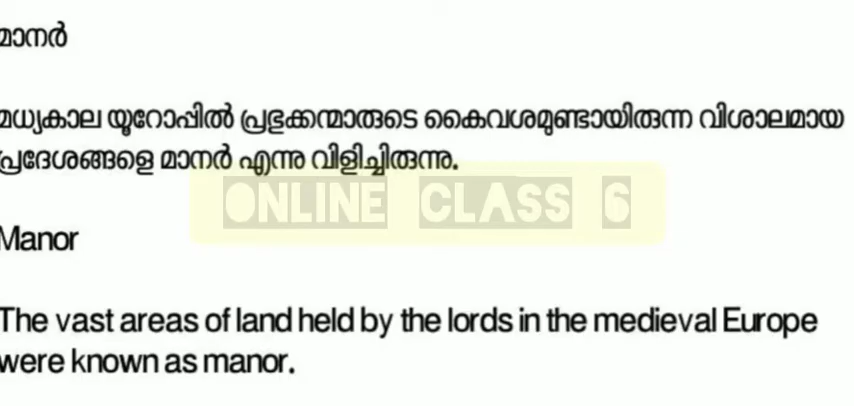 മാനർ
മധ്യകാല യൂറോപ്പിൽ പ്രഭുക്കന്മാരുടെ കൈവശമുണ്ടായിരുന്ന വിശാലമായ
പ്രദേശങ്ങളെ മാനർ എന്നു വിളിച്ചിരുന്നു.
ONLINE CLASS 6
Manor
The vast areas of land held by the lords in the medieval Europe
were known as manor.